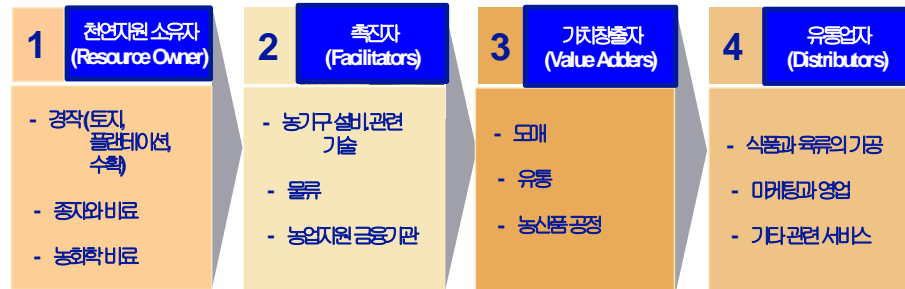 1
천연자원 소유자
(Resource Owner)
- 경작 (토지,
플랜테이션,
수확)
- 종자와 비료
- 농화학 비료
2
촉진자
(Facilitators)
- 농기구 설비,관련
기술
- 물류
- 농업지원 금융기관
3
가치창출자
(Value Adders)
- 도매
- 유통
- 농산품 공정
4
유통업자
(Distributors)
- 식품과 육류의 가공
- 마케팅과 영업
- 기타 관련 서비스